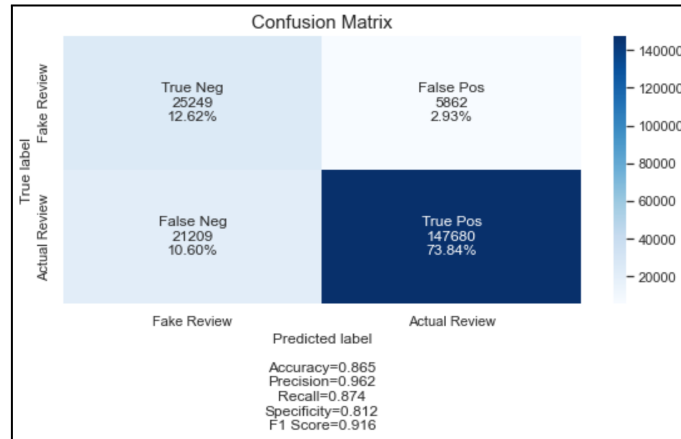 Confusion Matrix
True label
Fake Review
Actual Review
True Neg
25249
12.62%
False Pos
5862
2.93%
False Neg
21209
10.60%
True Pos
147680
73.84%
140000
120000
100000
80000
60000
40000
20000
Fake Review
Actual Review
Predicted label
Accuracy=0.865
Precision=0.962
Recall=0.874
Specificity=0.812
F1 Score=0.916